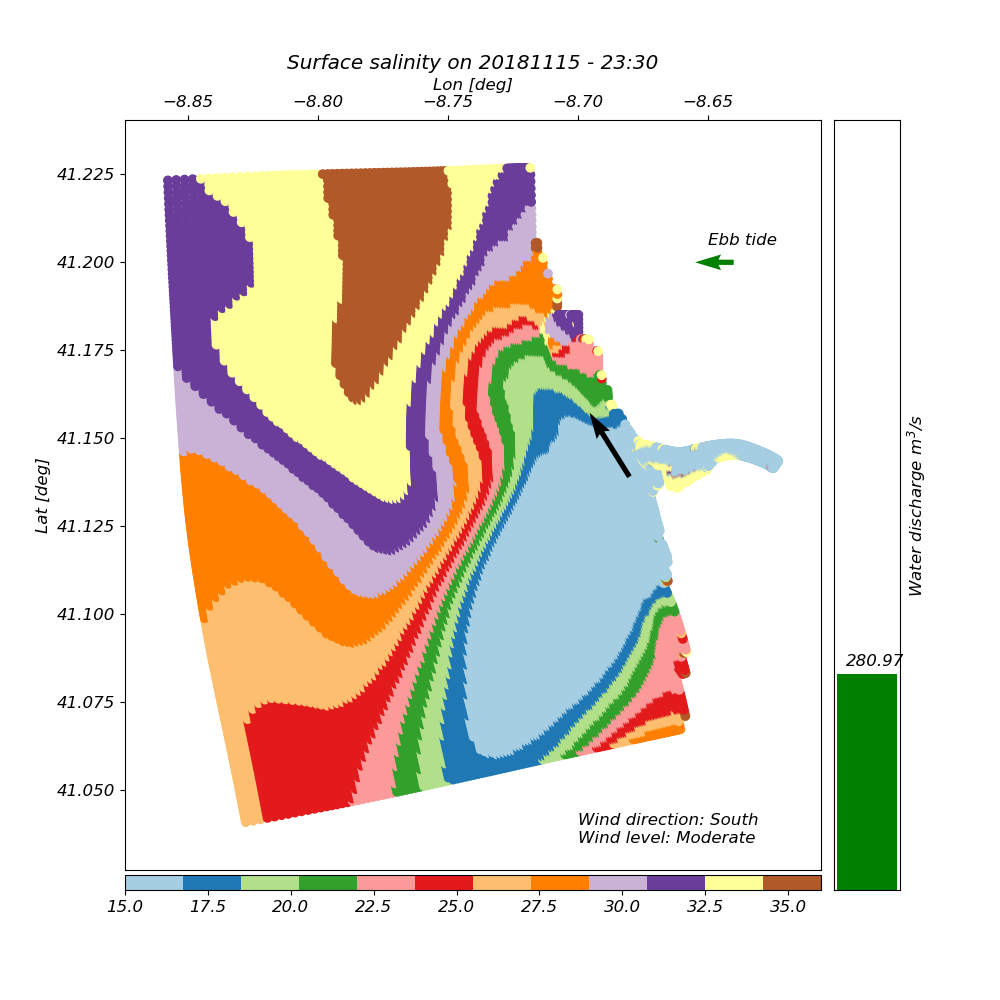 Surface salinity on 20181115 - 23:30
Lon [deg]
−8.85 −8.80 −8.75 −8.70 −8.65
41.225
Ebb tide
41.200
41.175
41.150
Lat [deg]
41.125
41.100
41.075
41.050
Water discharge m³/s
280.97
Wind direction: South
Wind level: Moderate
15.0 17.5 20.0 22.5 25.0 27.5 30.0 32.5 35.0